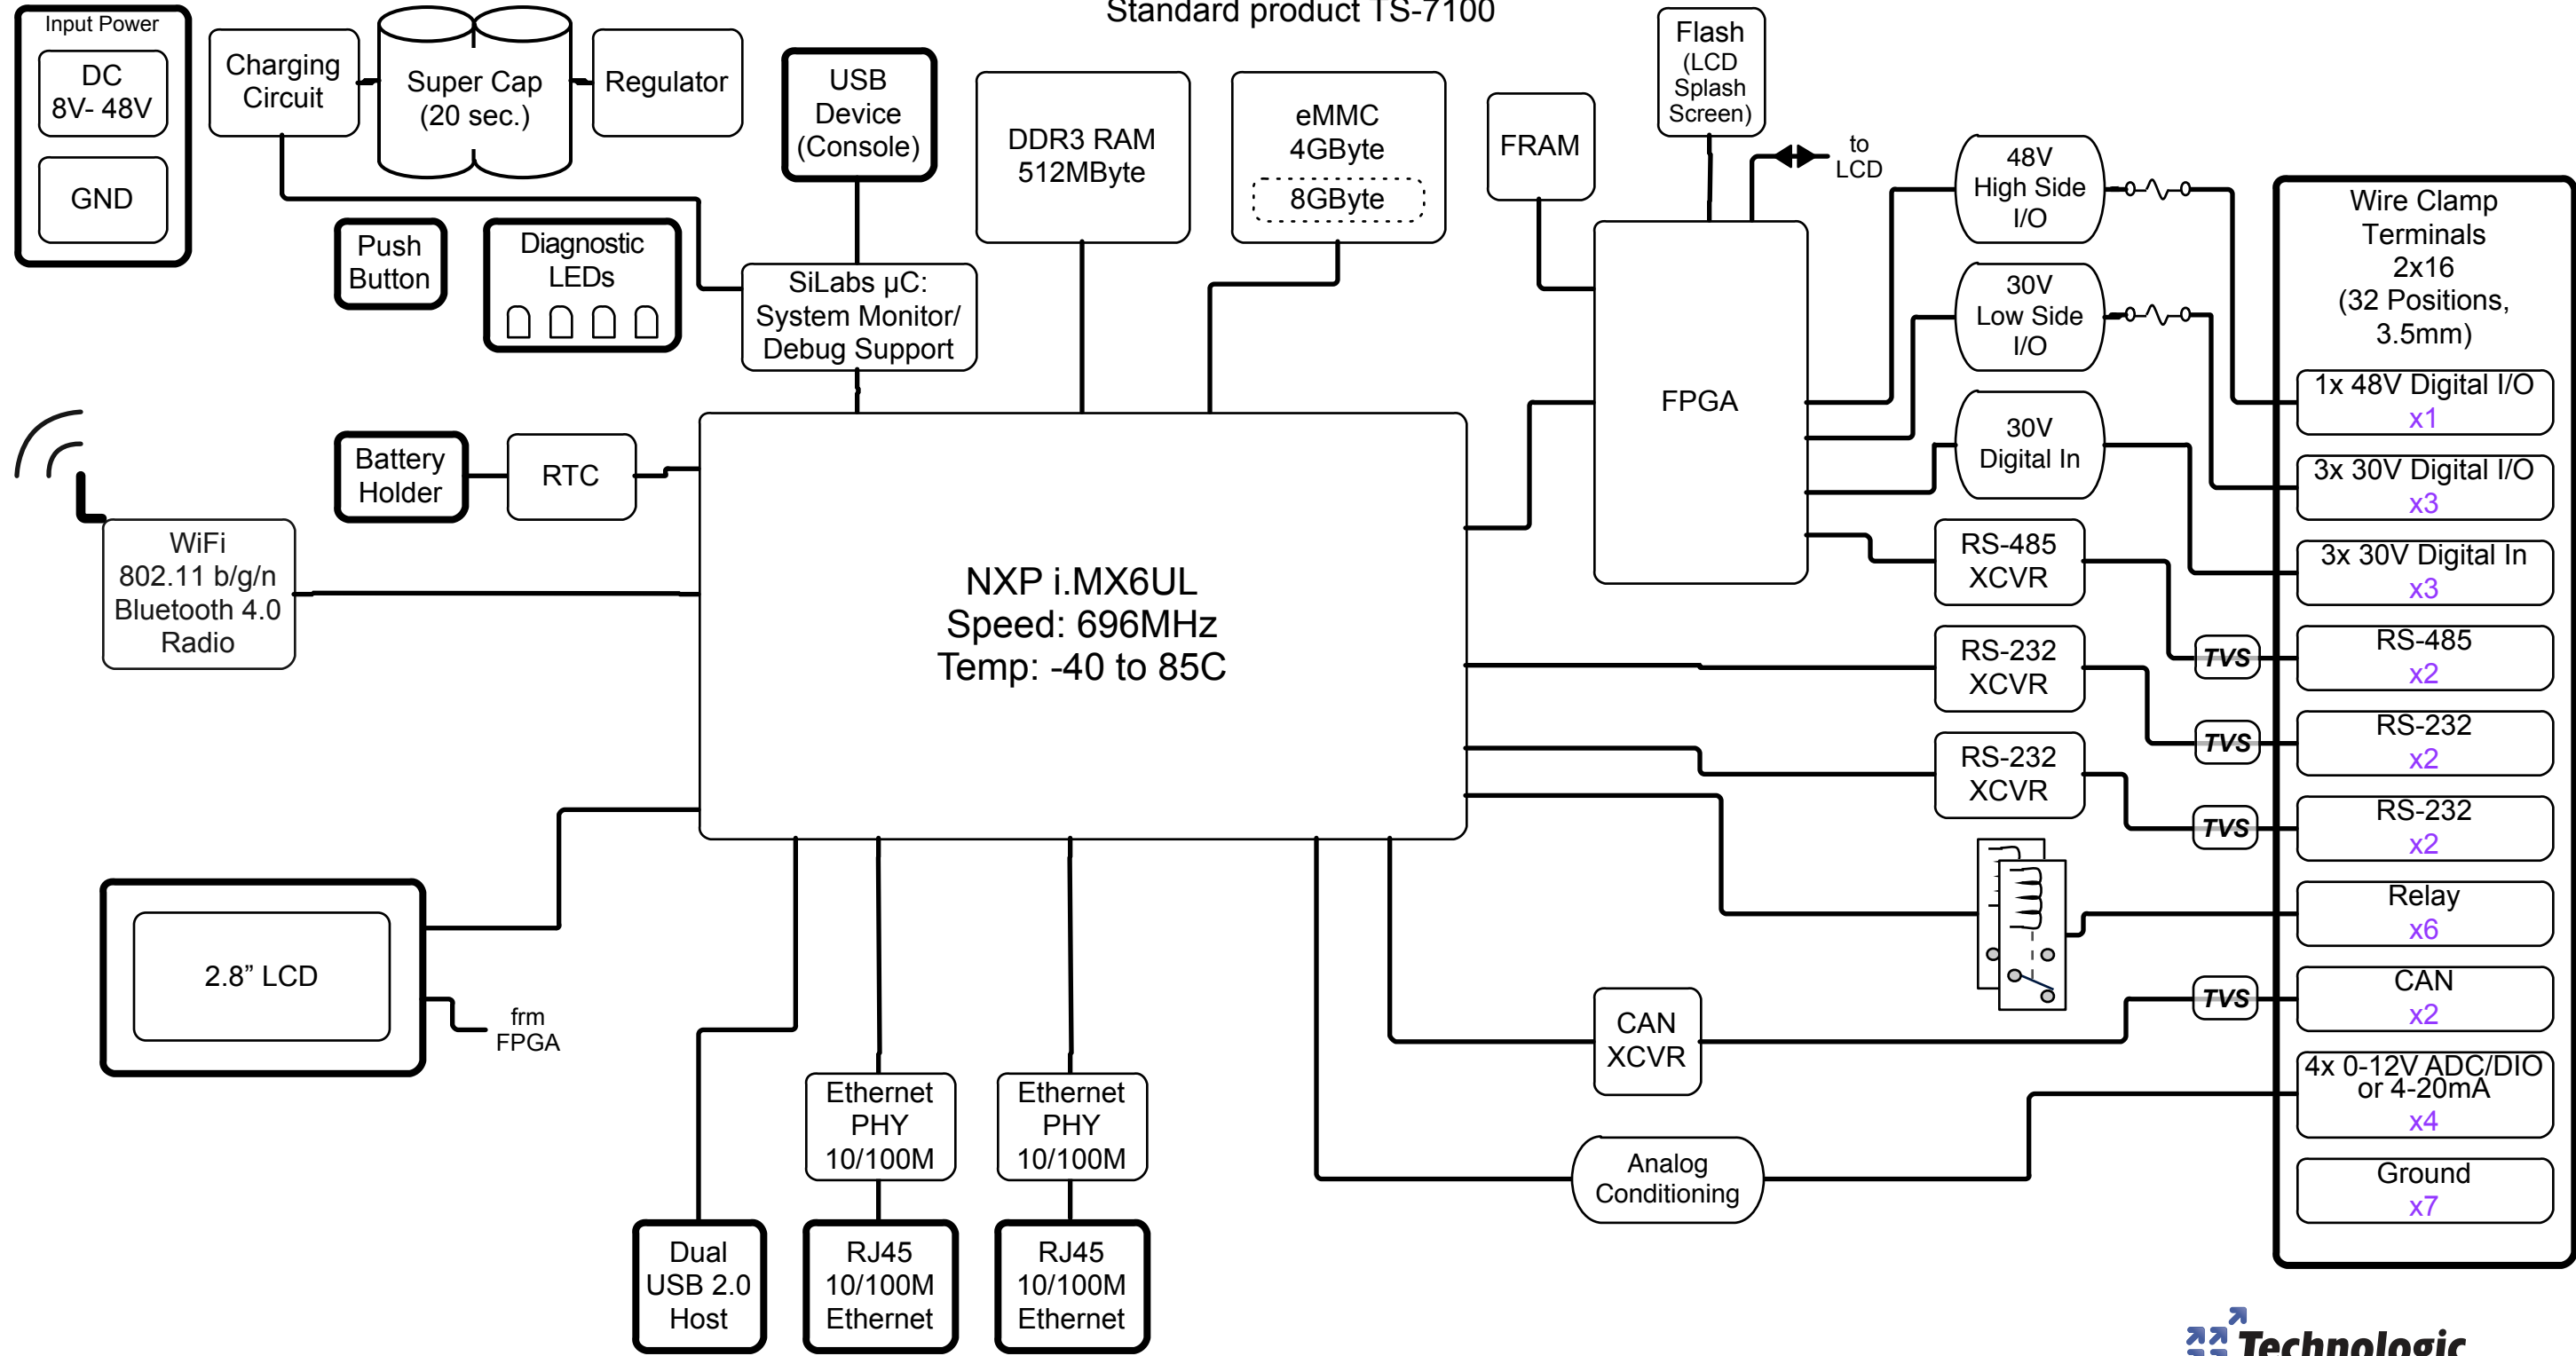 Standard product TS-7100
Input Power
DC
8V- 48V
GND
Charging
Circuit
Super Cap
(20 sec.)
Regulator
USB
Device
(Console)
DDR3 RAM
512MByte
eMMC
4GByte
8GByte
FRAM
Flash
(LCD
Splash
Screen)
to
LCD
Push
Button
Diagnostic
LEDs
SiLabs µC:
System Monitor/
Debug Support
FPGA
48V
High Side
I/O
30V
Low Side
I/O
30V
Digital In
RS-485
XCVR
RS-232
XCVR
RS-232
XCVR
Battery
Holder
RTC
WiFi
802.11 b/g/n
Bluetooth 4.0
Radio
NXP i.MX6UL
Speed: 696MHz
Temp: -40 to 85C
2.8” LCD
frm
FPGA
Ethernet
PHY
10/100M
Ethernet
PHY
10/100M
Dual
USB 2.0
Host
RJ45
10/100M
Ethernet
RJ45
10/100M
Ethernet
CAN
XCVR
Analog
Conditioning
TVS
TVS
TVS
TVS
Wire Clamp
Terminals
2x16
(32 Positions,
3.5mm)
1x 48V Digital I/O
x1
3x 30V Digital I/O
x3
3x 30V Digital In
x3
RS-485
x2
RS-232
x2
RS-232
x2
Relay
x6
CAN
x2
4x 0-12V ADC/DIO
or 4-20mA
x4
Ground
x7
Technologic